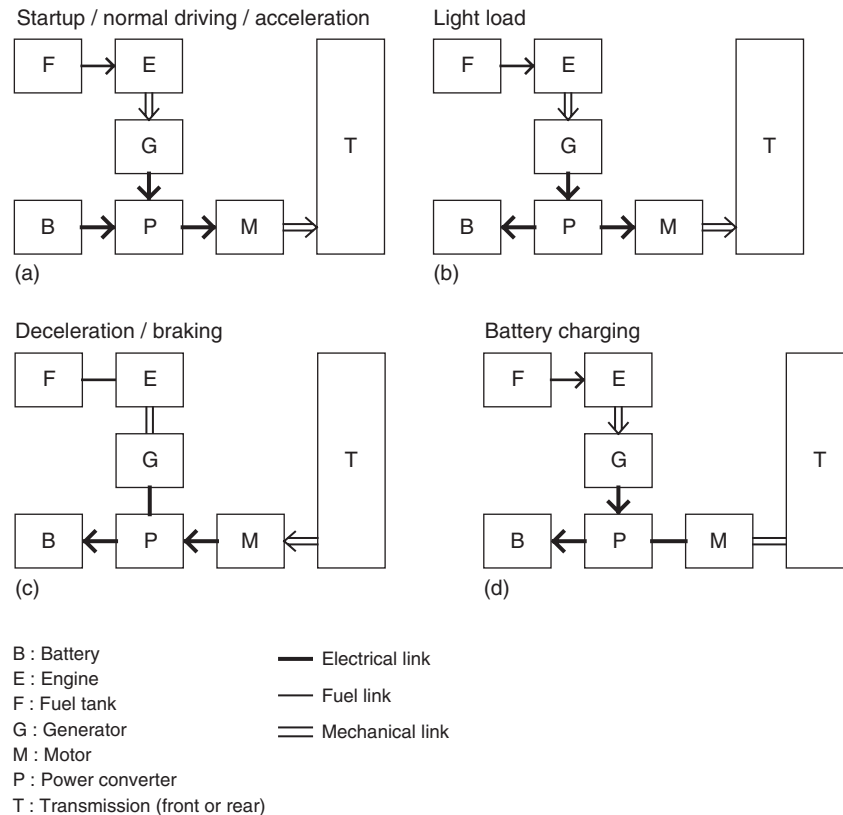 Startup / normal driving / acceleration
F
E
G
T
B
P
M
(a)
Light load
F
E
G
T
B
P
M
(b)
Deceleration / braking
F
E
G
T
B
P
M
(c)
Battery charging
F
E
G
T
B
P
M
(d)
B : Battery
E : Engine
F : Fuel tank
G : Generator
M : Motor
P : Power converter
T : Transmission (front or rear)
Electrical link
Fuel link
Mechanical link